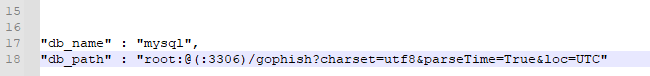 15
16
17 "db_name" : "mysql",
18 "db_path" : "root:@(:3306)/gophish?charset=utf8&parseTime=True&loc=UTC"